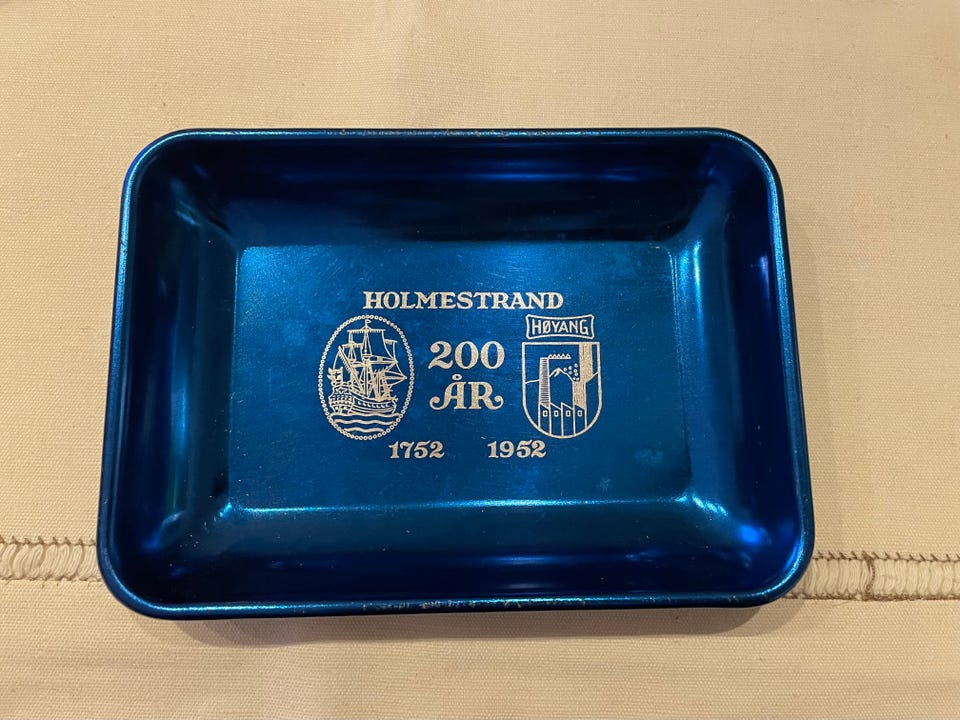 HOLMESTRAND
HØYANG
200
ÅR
1752 1952